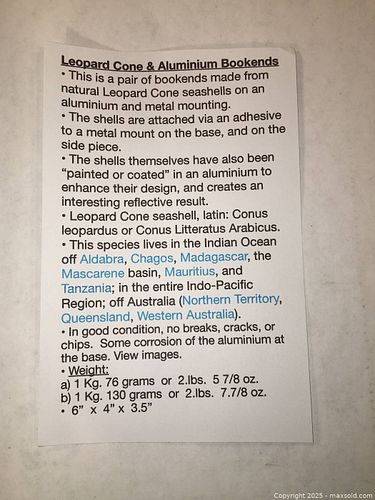 Leopard Cone & Aluminium Bookends
• This is a pair of bookends made from
natural Leopard Cone seashells on an
aluminium and metal mounting.
• The shells are attached via an adhesive
to a metal mount on the base, and on the
side piece.
• The shells themselves have also been
“painted or coated” in an aluminium to
enhance their design, and creates an
interesting reflective result.
• Leopard Cone seashell, latin: Conus
leopardus or Conus Litteratus Arabicus.
• This species lives in the Indian Ocean
off Aldabra, Chagos, Madagascar, the
Mascarene basin, Mauritius, and
Tanzania; in the entire Indo-Pacific
Region; off Australia (Northern Territory,
Queensland, Western Australia).
• In good condition, no breaks, cracks, or
chips. Some corrosion of the aluminium at
the base. View images.
• Weight:
a) 1 Kg. 76 grams or 2.lbs. 5 7/8 oz.
b) 1 Kg. 130 grams or 2.lbs. 7.7/8 oz.
• 6” x 4” x 3.5”
Copyright 2025 - maxsold.com